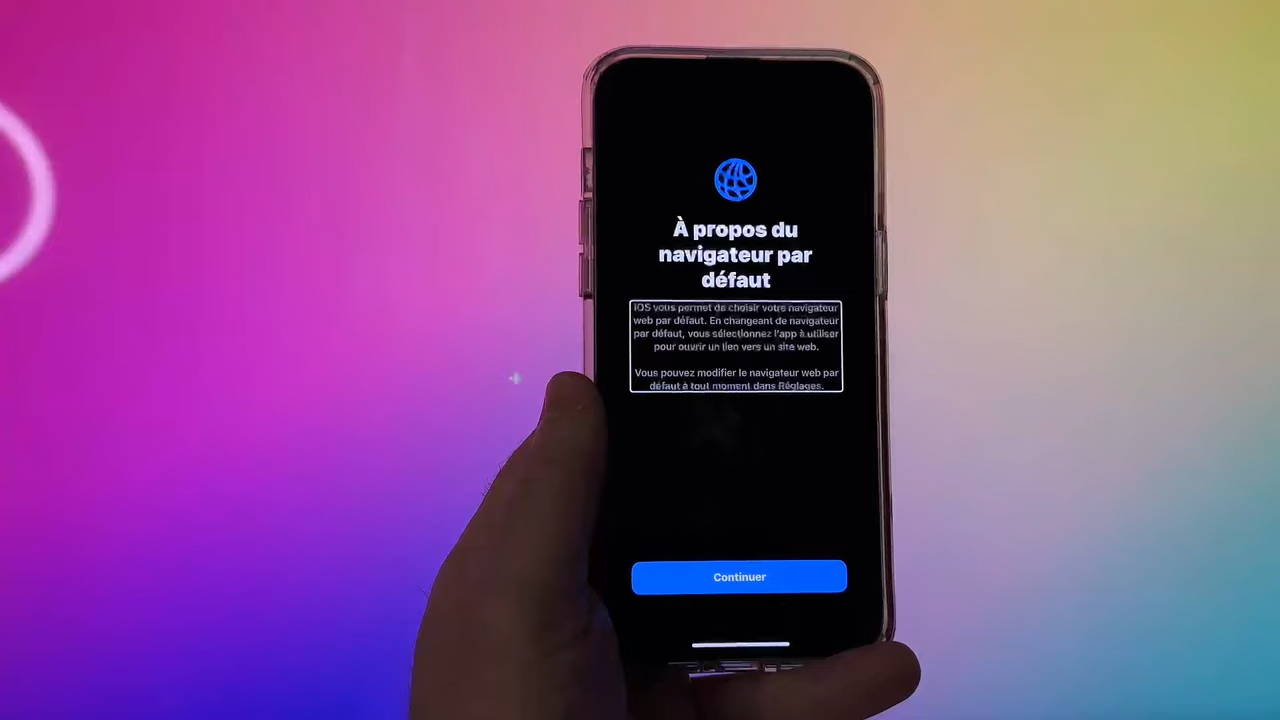 À propos du
navigateur par
défaut
iOS vous permet de choisir votre navigateur
web par défaut. En changeant de navigateur
par défaut, vous sélectionnez l'app à utiliser
pour ouvrir un lien vers un site web.
Vous pouvez modifier le navigateur web par
défaut à tout moment dans Réglages.
Continuer